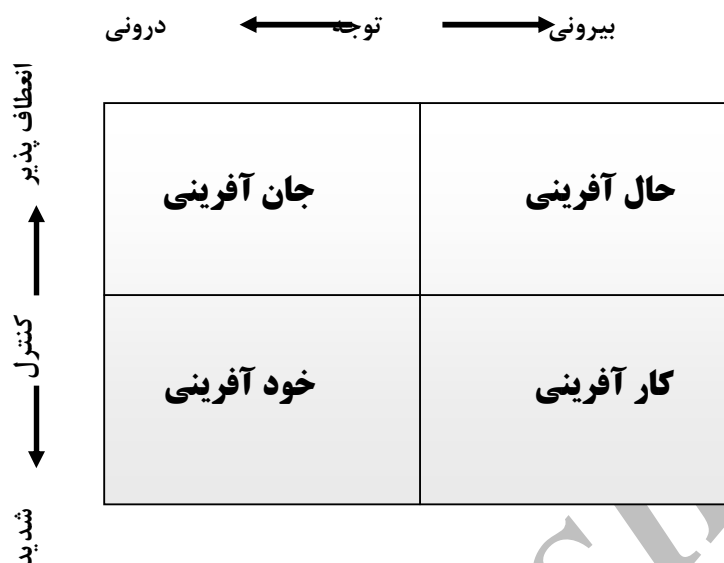 بیرونی توجه درونی
انعطاف پذیر
حال آفرینی جان آفرینی
کنترل
کار آفرینی خود آفرینی
شدید